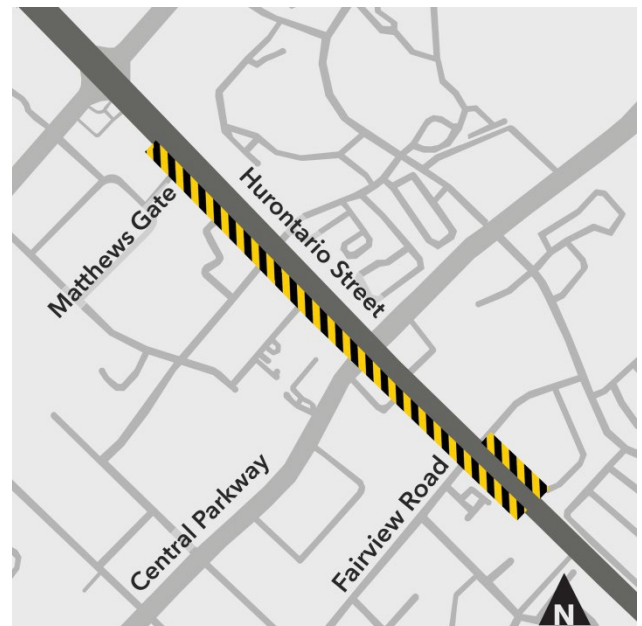 Hurontario Street
Matthews Gate
Central Parkway
Fairview Road
N